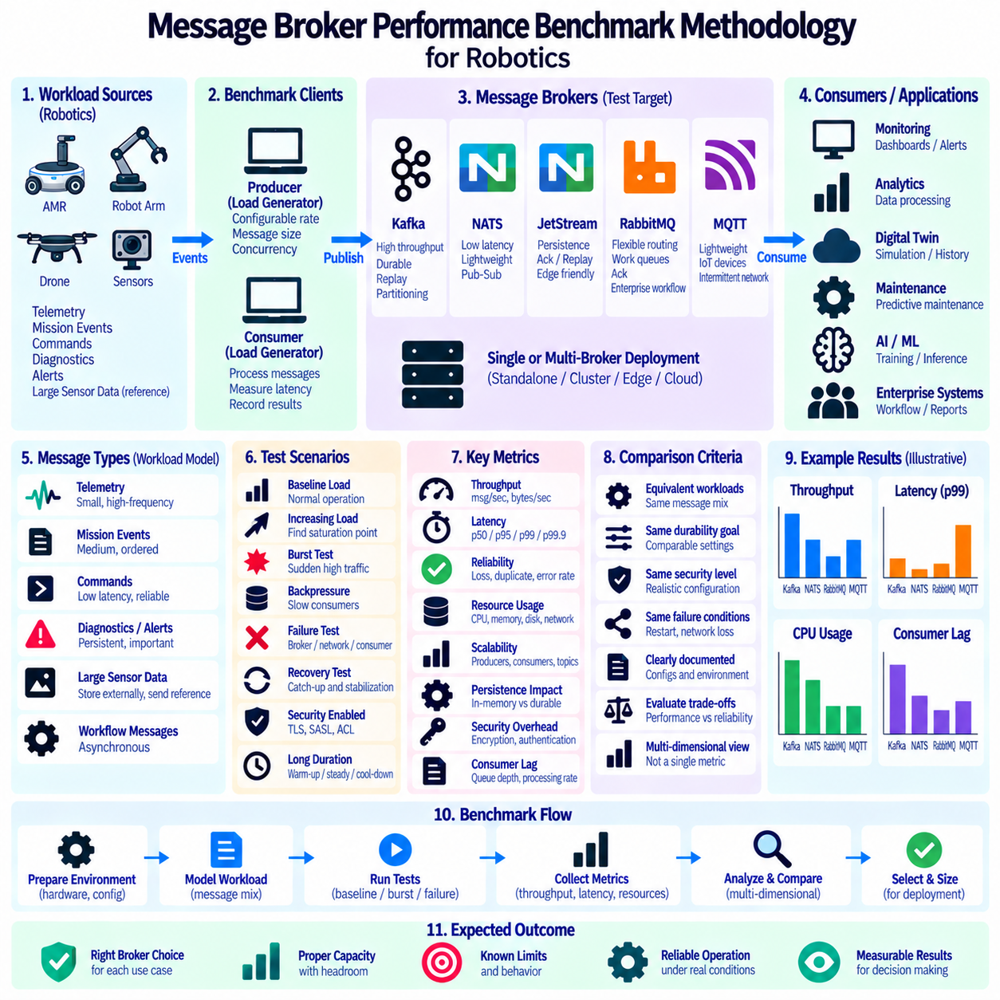 Message Broker Performance Benchmark Methodology
for Robotics
1. Workload Sources
(Robotics)
AMR
Robot Arm
Drone
Sensors
Telemetry
Mission Events
Commands
Diagnostics
Alerts
Large Sensor Data (reference)
Events
2. Benchmark Clients
Producer
(Load Generator)
Configurable rate
Message size
Concurrency
Consumer
(Load Generator)
Process messages
Measure latency
Record results
Publish
3. Message Brokers (Test Target)
Kafka
High throughput
Durable
Replay
Partitioning
N
NATS
Low latency
Lightweight
Pub-Sub
N
JetStream
Persistence
Ack / Replay
Edge friendly
RabbitMQ
Flexible routing
Work queues
Ack
Enterprise workflow
MQTT
Lightweight
IoT devices
Intermittent network
Single or Multi-Broker Deployment
(Standalone / Cluster / Edge / Cloud)
Consume
4. Consumers / Applications
Monitoring
Dashboards / Alerts
Analytics
Data processing
Digital Twin
Simulation / History
Maintenance
Predictive maintenance
AI / ML
Training / Inference
Enterprise Systems
Workflow / Reports
5. Message Types (Workload Model)
Telemetry
Small, high-frequency
Mission Events
Medium, ordered
Commands
Low latency, reliable
Diagnostics / Alerts
Persistent, important
Large Sensor Data
Store externally, send reference
Workflow Messages
Asynchronous
6. Test Scenarios
Baseline Load
Normal operation
Increasing Load
Find saturation point
Burst Test
Sudden high traffic
Backpressure
Slow consumers
Failure Test
Broker / network / consumer
Recovery Test
Catch-up and stabilization
Security Enabled
TLS, SASL, ACL
Long Duration
Warm-up / steady / cool-down
7. Key Metrics
Throughput
msg/sec, bytes/sec
Latency
p50 / p95 / p99 / p99.9
Reliability
Loss, duplicate, error rate
Resource Usage
CPU, memory, disk, network
Scalability
Producers, consumers, topics
Persistence Impact
In-memory vs durable
Security Overhead
Encryption, authentication
Consumer Lag
Queue depth, processing rate
8. Comparison Criteria
Equivalent workloads
Same message mix
Same durability goal
Comparable settings
Same security level
Realistic configuration
Same failure conditions
Restart, network loss
Clearly documented
Configs and environment
Evaluate trade-offs
Performance vs reliability
Multi-dimensional view
Not a single metric
9. Example Results (Illustrative)
Throughput
Kafka NATS RabbitMQ MQTT
Latency (p99)
Kafka NATS RabbitMQ MQTT
CPU Usage
Kafka NATS RabbitMQ MQTT
Consumer Lag
Kafka NATS RabbitMQ MQTT
10. Benchmark Flow
Prepare Environment
(hardware, config)
Model Workload
(message mix)
Run Tests
(baseline / burst / failure)
Collect Metrics
(throughput, latency, resources)
Analyze & Compare
(multi-dimensional)
Select & Size
(for deployment)
11. Expected Outcome
Right Broker Choice
for each use case
Proper Capacity
with headroom
Known Limits
and behavior
Reliable Operation
under real conditions
Measurable Results
for decision making